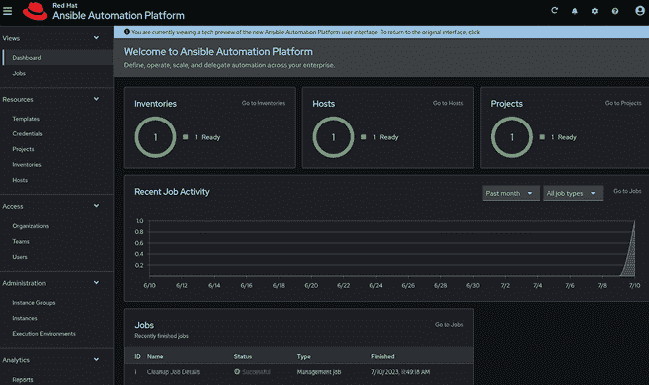 Red Hat
Ansible Automation Platform
You are currently viewing a tech preview of the new Ansible Automation Platform user interface. To return to the original interface, click
Views
Dashboard
Jobs
Resources
Templates
Credentials
Projects
Inventories
Hosts
Access
Organizations
Teams
Users
Administration
Instance Groups
Instances
Execution Environments
Analytics
Reports
Welcome to Ansible Automation Platform
Define, operate, scale, and delegate automation across your enterprise.
Inventories Go to Inventories
1 1 Ready
Hosts Go to Hosts
1 1 Ready
Projects Go to Projects
1 1 Ready
Recent Job Activity Past month All job types Go to Jobs
1.0
0.8
0.6
0.4
0.2
6/10 6/12 6/14 6/16 6/18 6/20 6/22 6/24 6/26 6/28 6/30 7/2 7/4 7/6 7/8 7/10
Jobs Go to Jobs
Recently finished jobs
ID Name Status Type Finished
1 Cleanup Job Details Successful Management job 7/10/2023, 11:49:18 AM